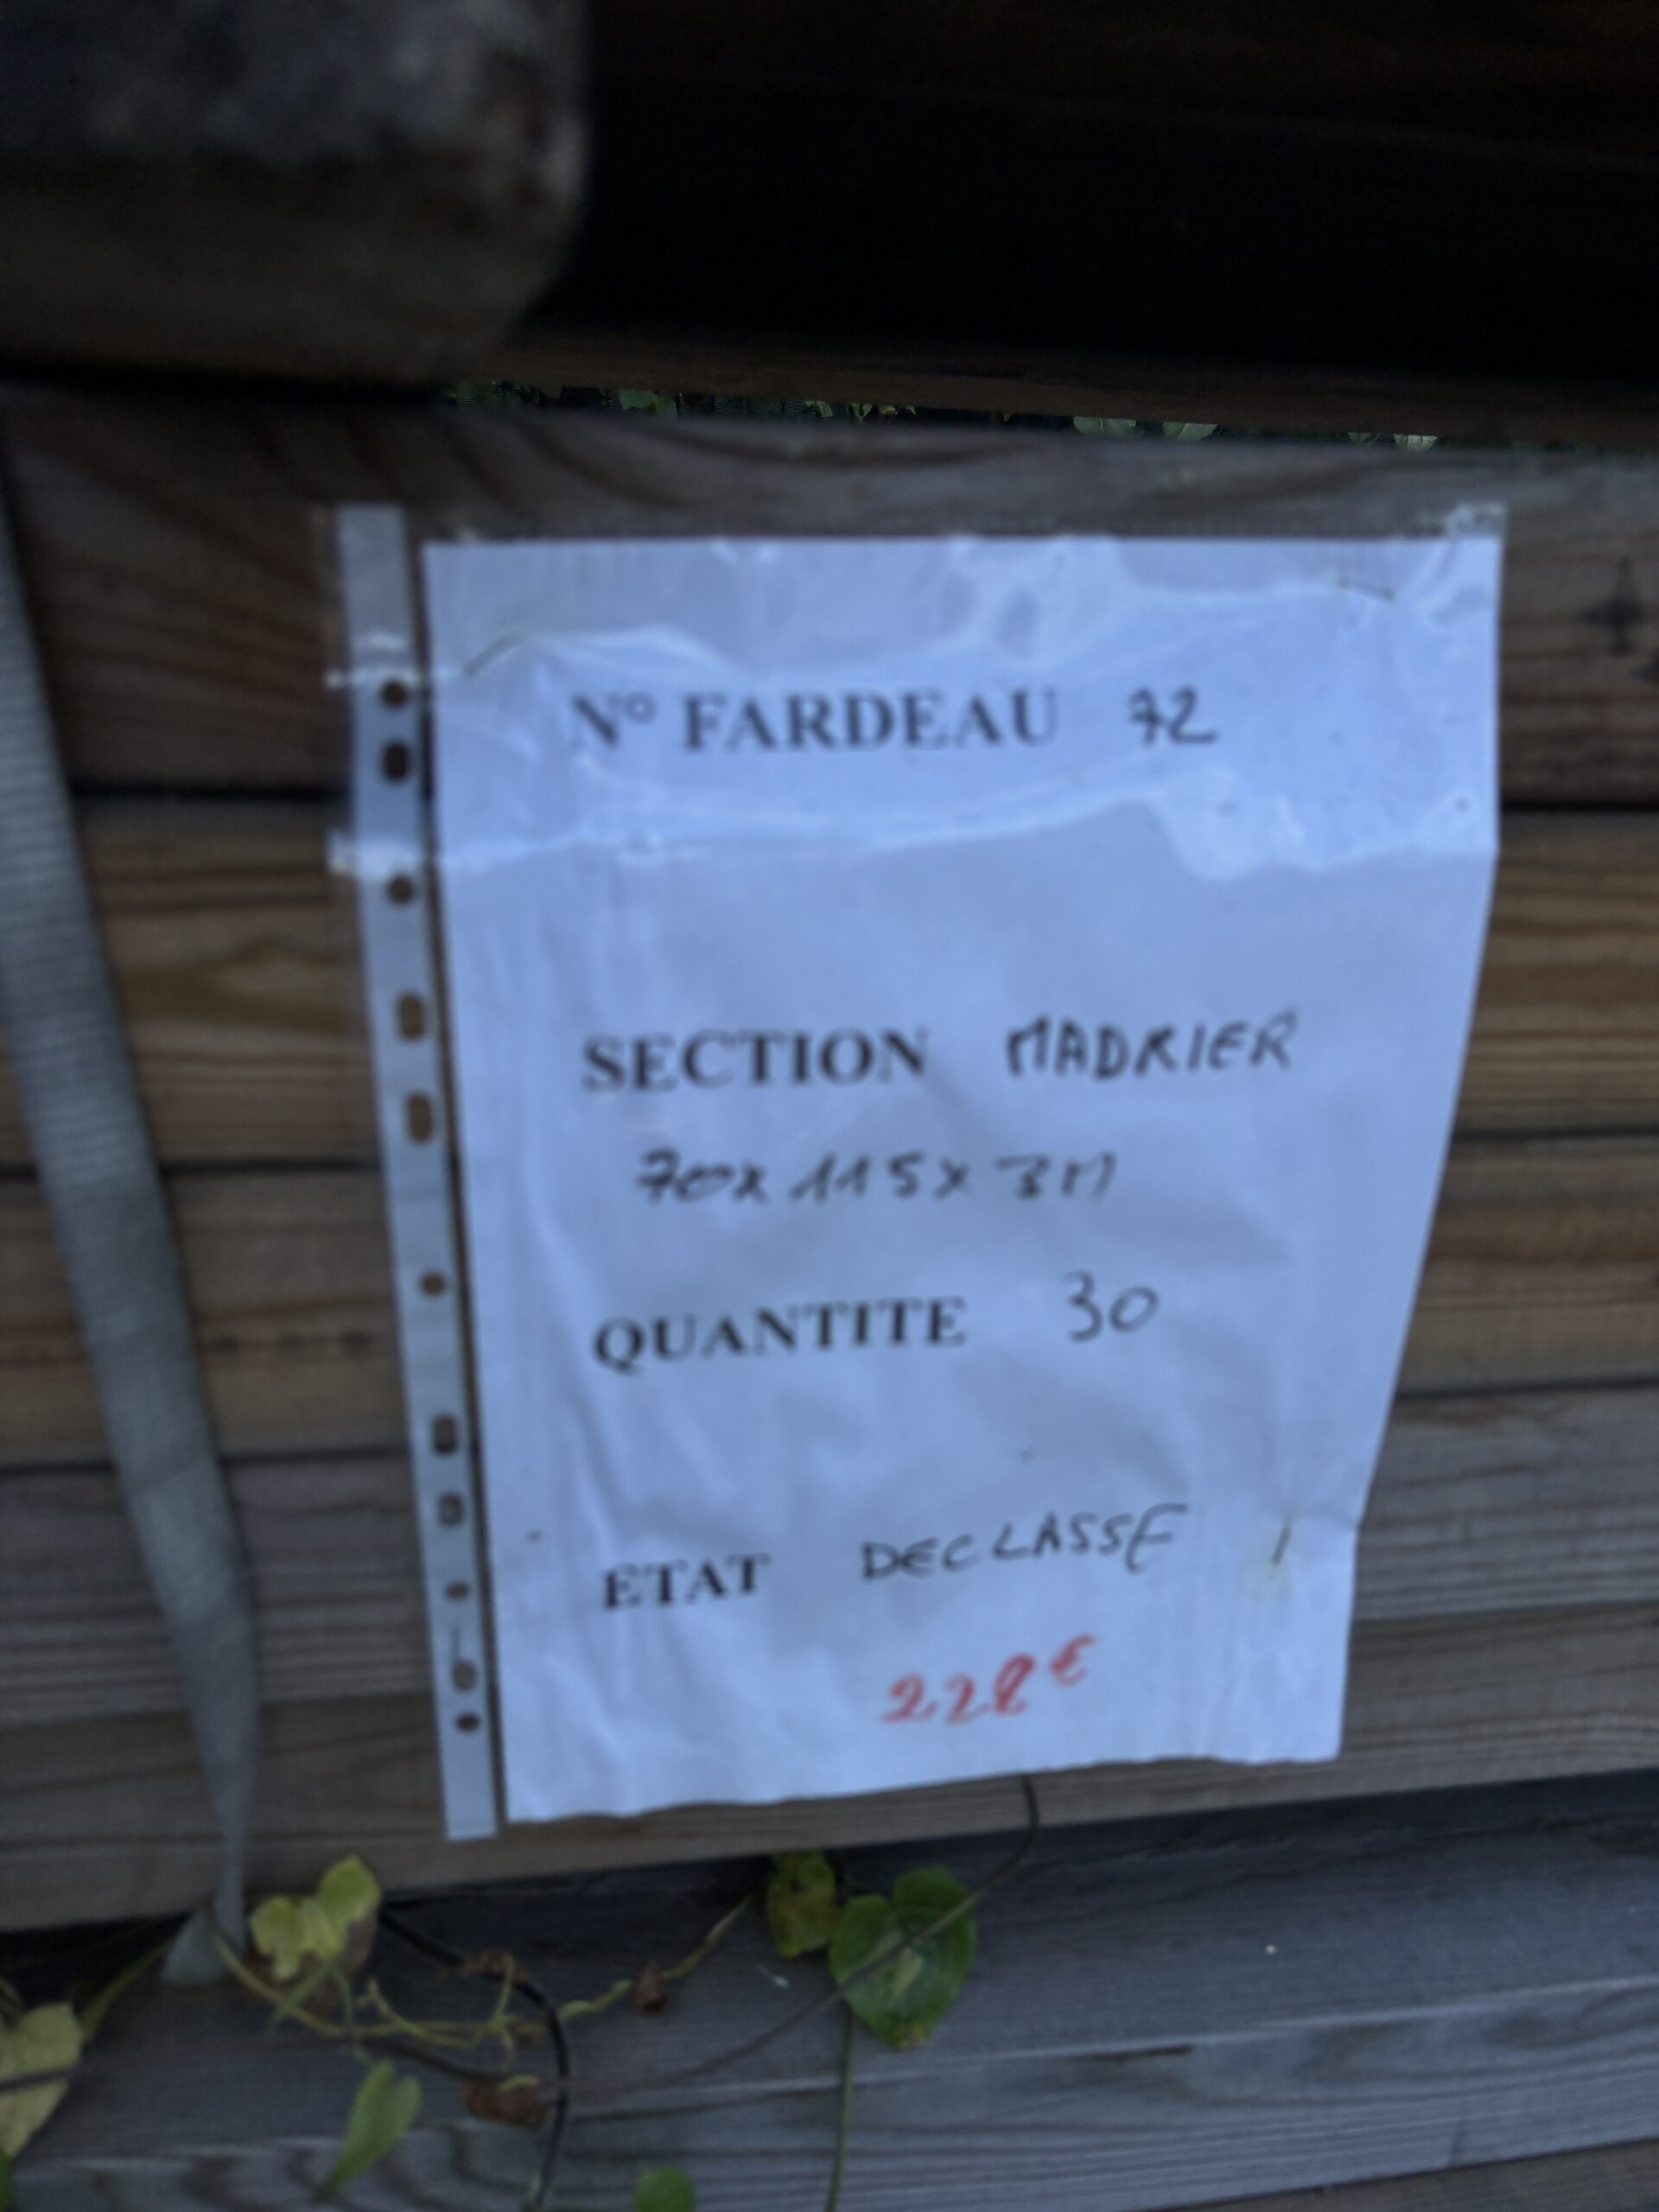 N° FARDEAU 72
SECTION MADRIER
70x115x3M
QUANTITE 30
ETAT DECLASSE
228€